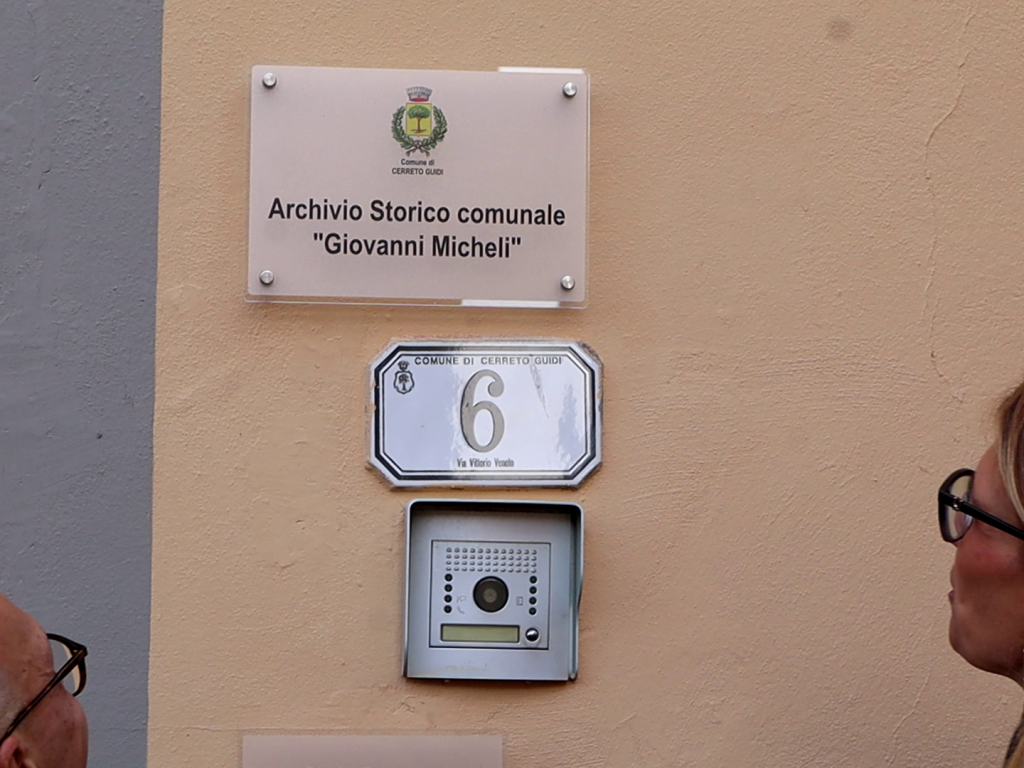 Comune di
CERRETO GUIDI
Archivio Storico comunale
"Giovanni Micheli"
COMUNE DI CERRETO GUIDI
6
Via Vittorio Veneto